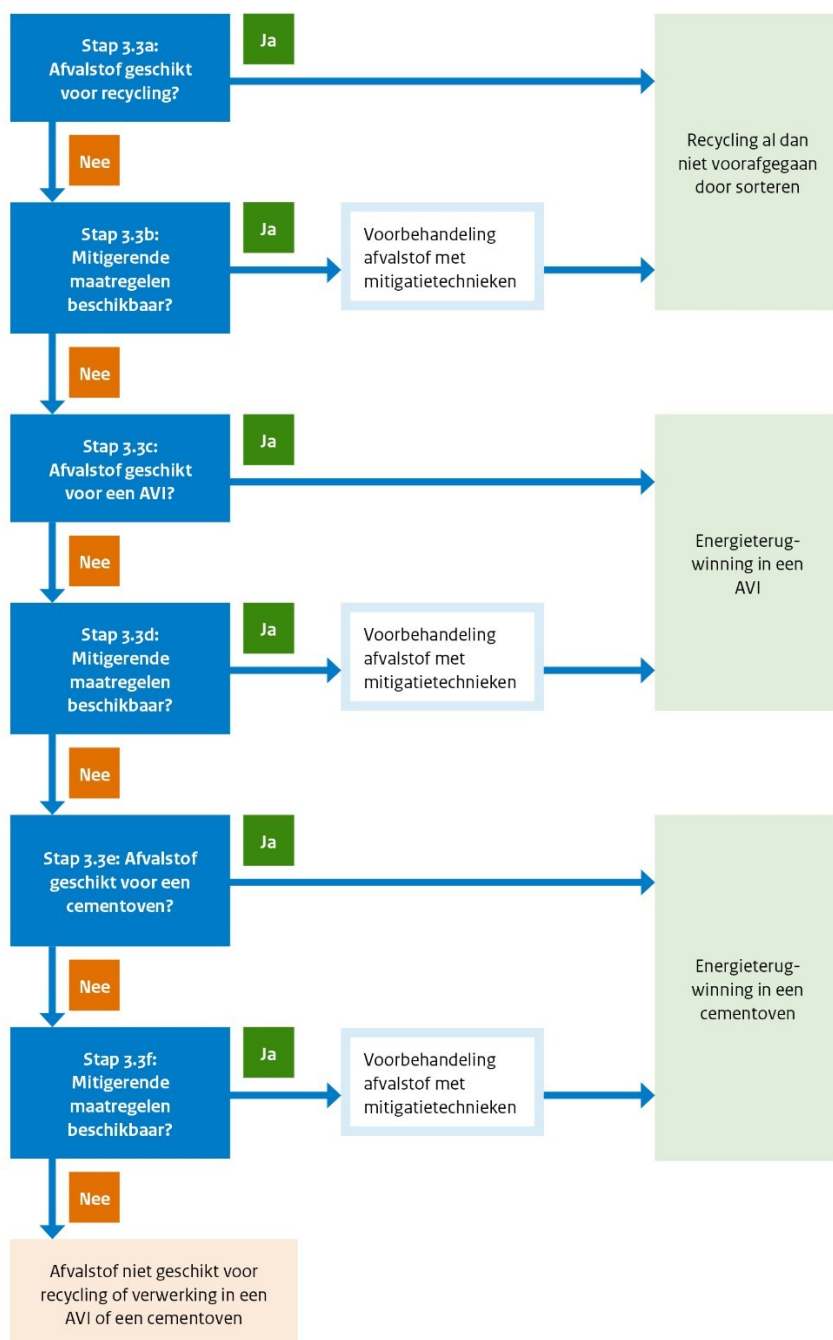 Stap 3.3a:
Afvalstof geschikt
voor recycling?
Ja
Recycling al dan
niet voorafgegaan
door sorteren
Nee
Stap 3.3b:
Mitigerende
maatregelen
beschikbaar?
Ja
Voorbehandeling
afvalstof met
mitigatietechnieken
Nee
Stap 3.3c:
Afvalstof geschikt
voor een AVI?
Ja
Energieterug-
winning in een
AVI
Nee
Stap 3.3d:
Mitigerende
maatregelen
beschikbaar?
Ja
Voorbehandeling
afvalstof met
mitigatietechnieken
Nee
Stap 3.3e: Afvalstof
geschikt voor een
cementoven?
Ja
Energieterug-
winning in een
cementoven
Nee
Stap 3.3f:
Mitigerende
maatregelen
beschikbaar?
Ja
Voorbehandeling
afvalstof met
mitigatietechnieken
Nee
Afvalstof niet geschikt voor
recycling of verwerking in een
AVI of een cementoven